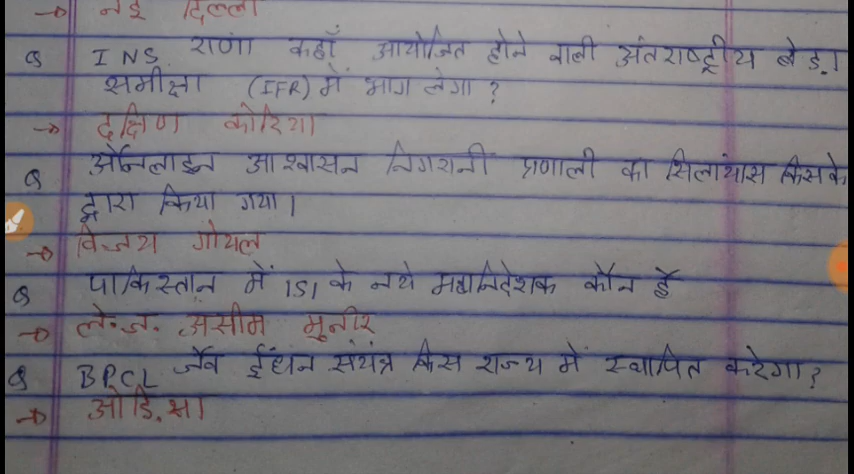 → नई दिल्ली
Q INS राणा कहाँ आयोजित होने वाली अंतराष्ट्रीय बेड़ा
समीक्षा (IFR) में भाग लेगा ?
→ दक्षिण कोरिया
Q ऑनलाइन आश्वासन निगरानी प्रणाली का सिलांयास किसके
द्वारा किया गया।
→ विजय गोयल
Q पाकिस्तान में ISI के नये महानिदेशक कौन हैं
→ ले. ज. असीम मुनीर
Q BPCL जैव ईंधन संयंत्र किस राज्य में स्थापित करेगा ?
→ ओडि.सा